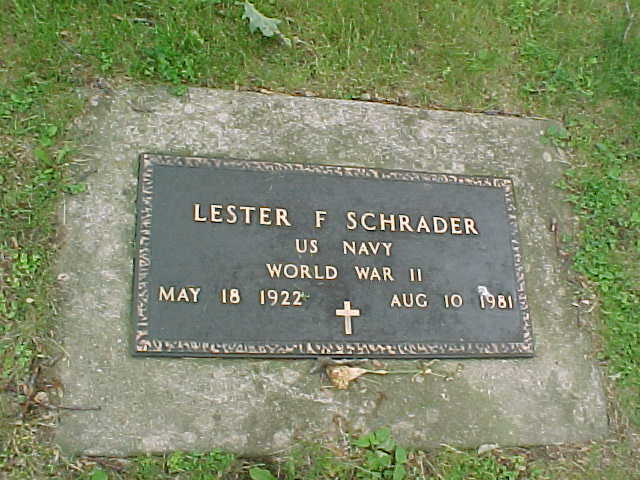 LESTER F SCHRADER
US NAVY
WORLD WAR II
MAY 18 1922 AUG 10 1981